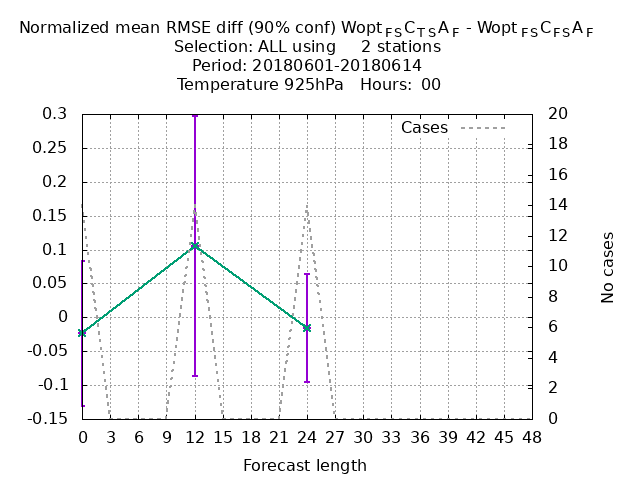 Normalized mean RMSE diff (90% conf) Wopt FS C TS A F - Wopt FS C FS A F
Selection: ALL using 2 stations
Period: 20180601-20180614
Temperature 925hPa Hours: 00
Cases
0.3
0.25
0.2
0.15
0.1
0.05
0
-0.05
-0.1
-0.15
20
18
16
14
12
10
8
6
4
2
0
No cases
0 3 6 9 12 15 18 21 24 27 30 33 36 39 42 45 48
Forecast length